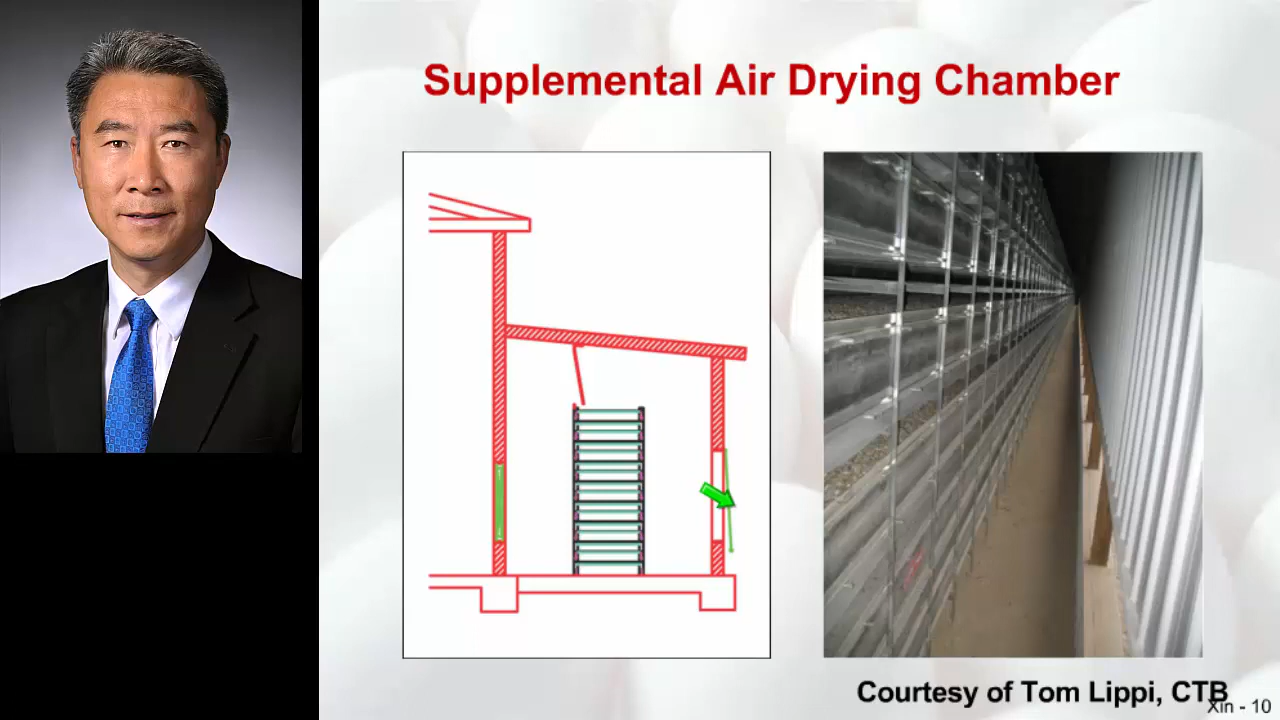 Supplemental Air Drying Chamber
Courtesy of Tom Lippi, CTB
Xin - 10